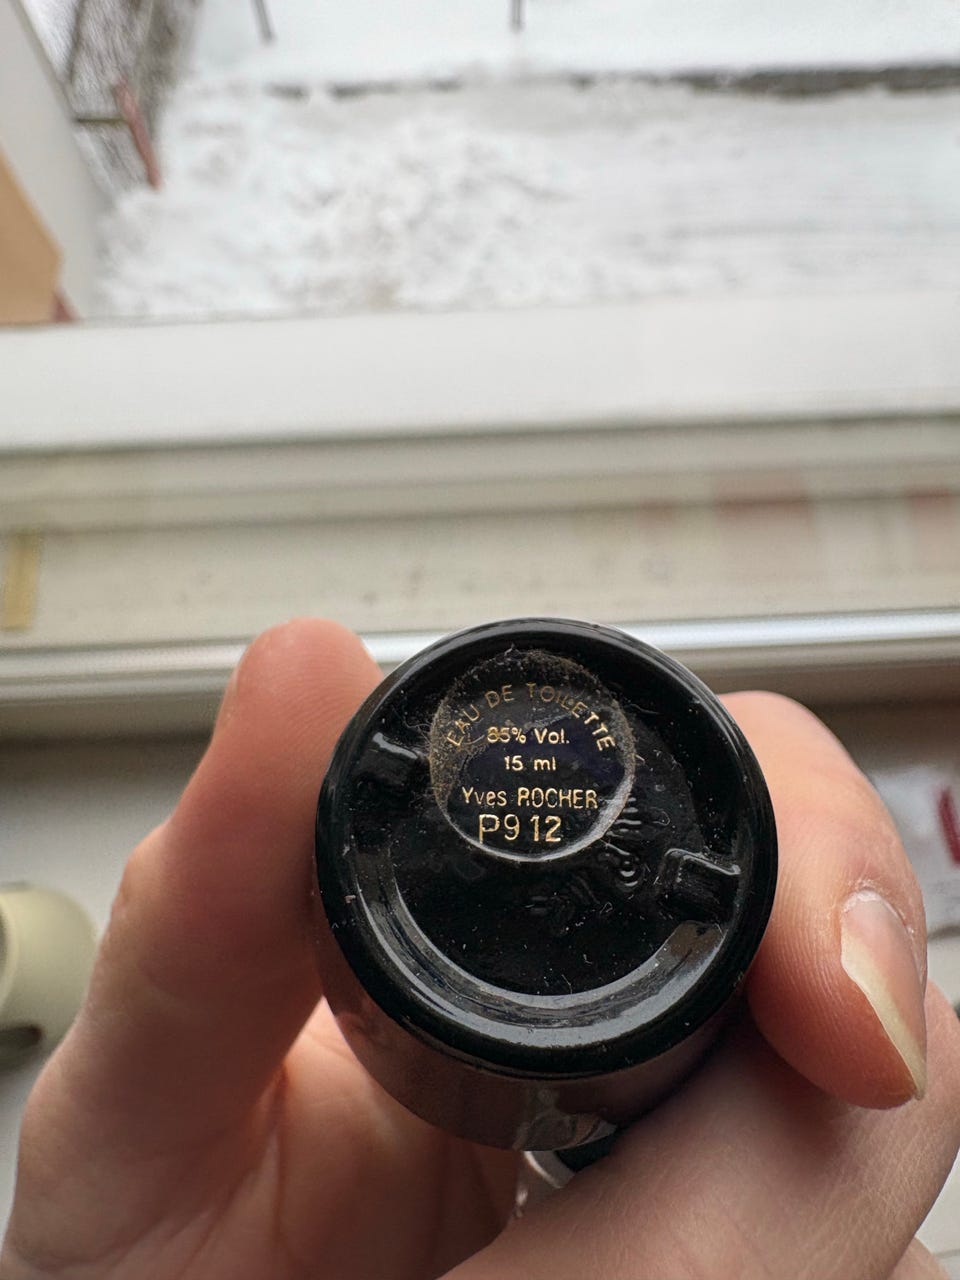 EAU DE TOILETTE
85% Vol.
15 ml
Yves ROCHER
P9 12